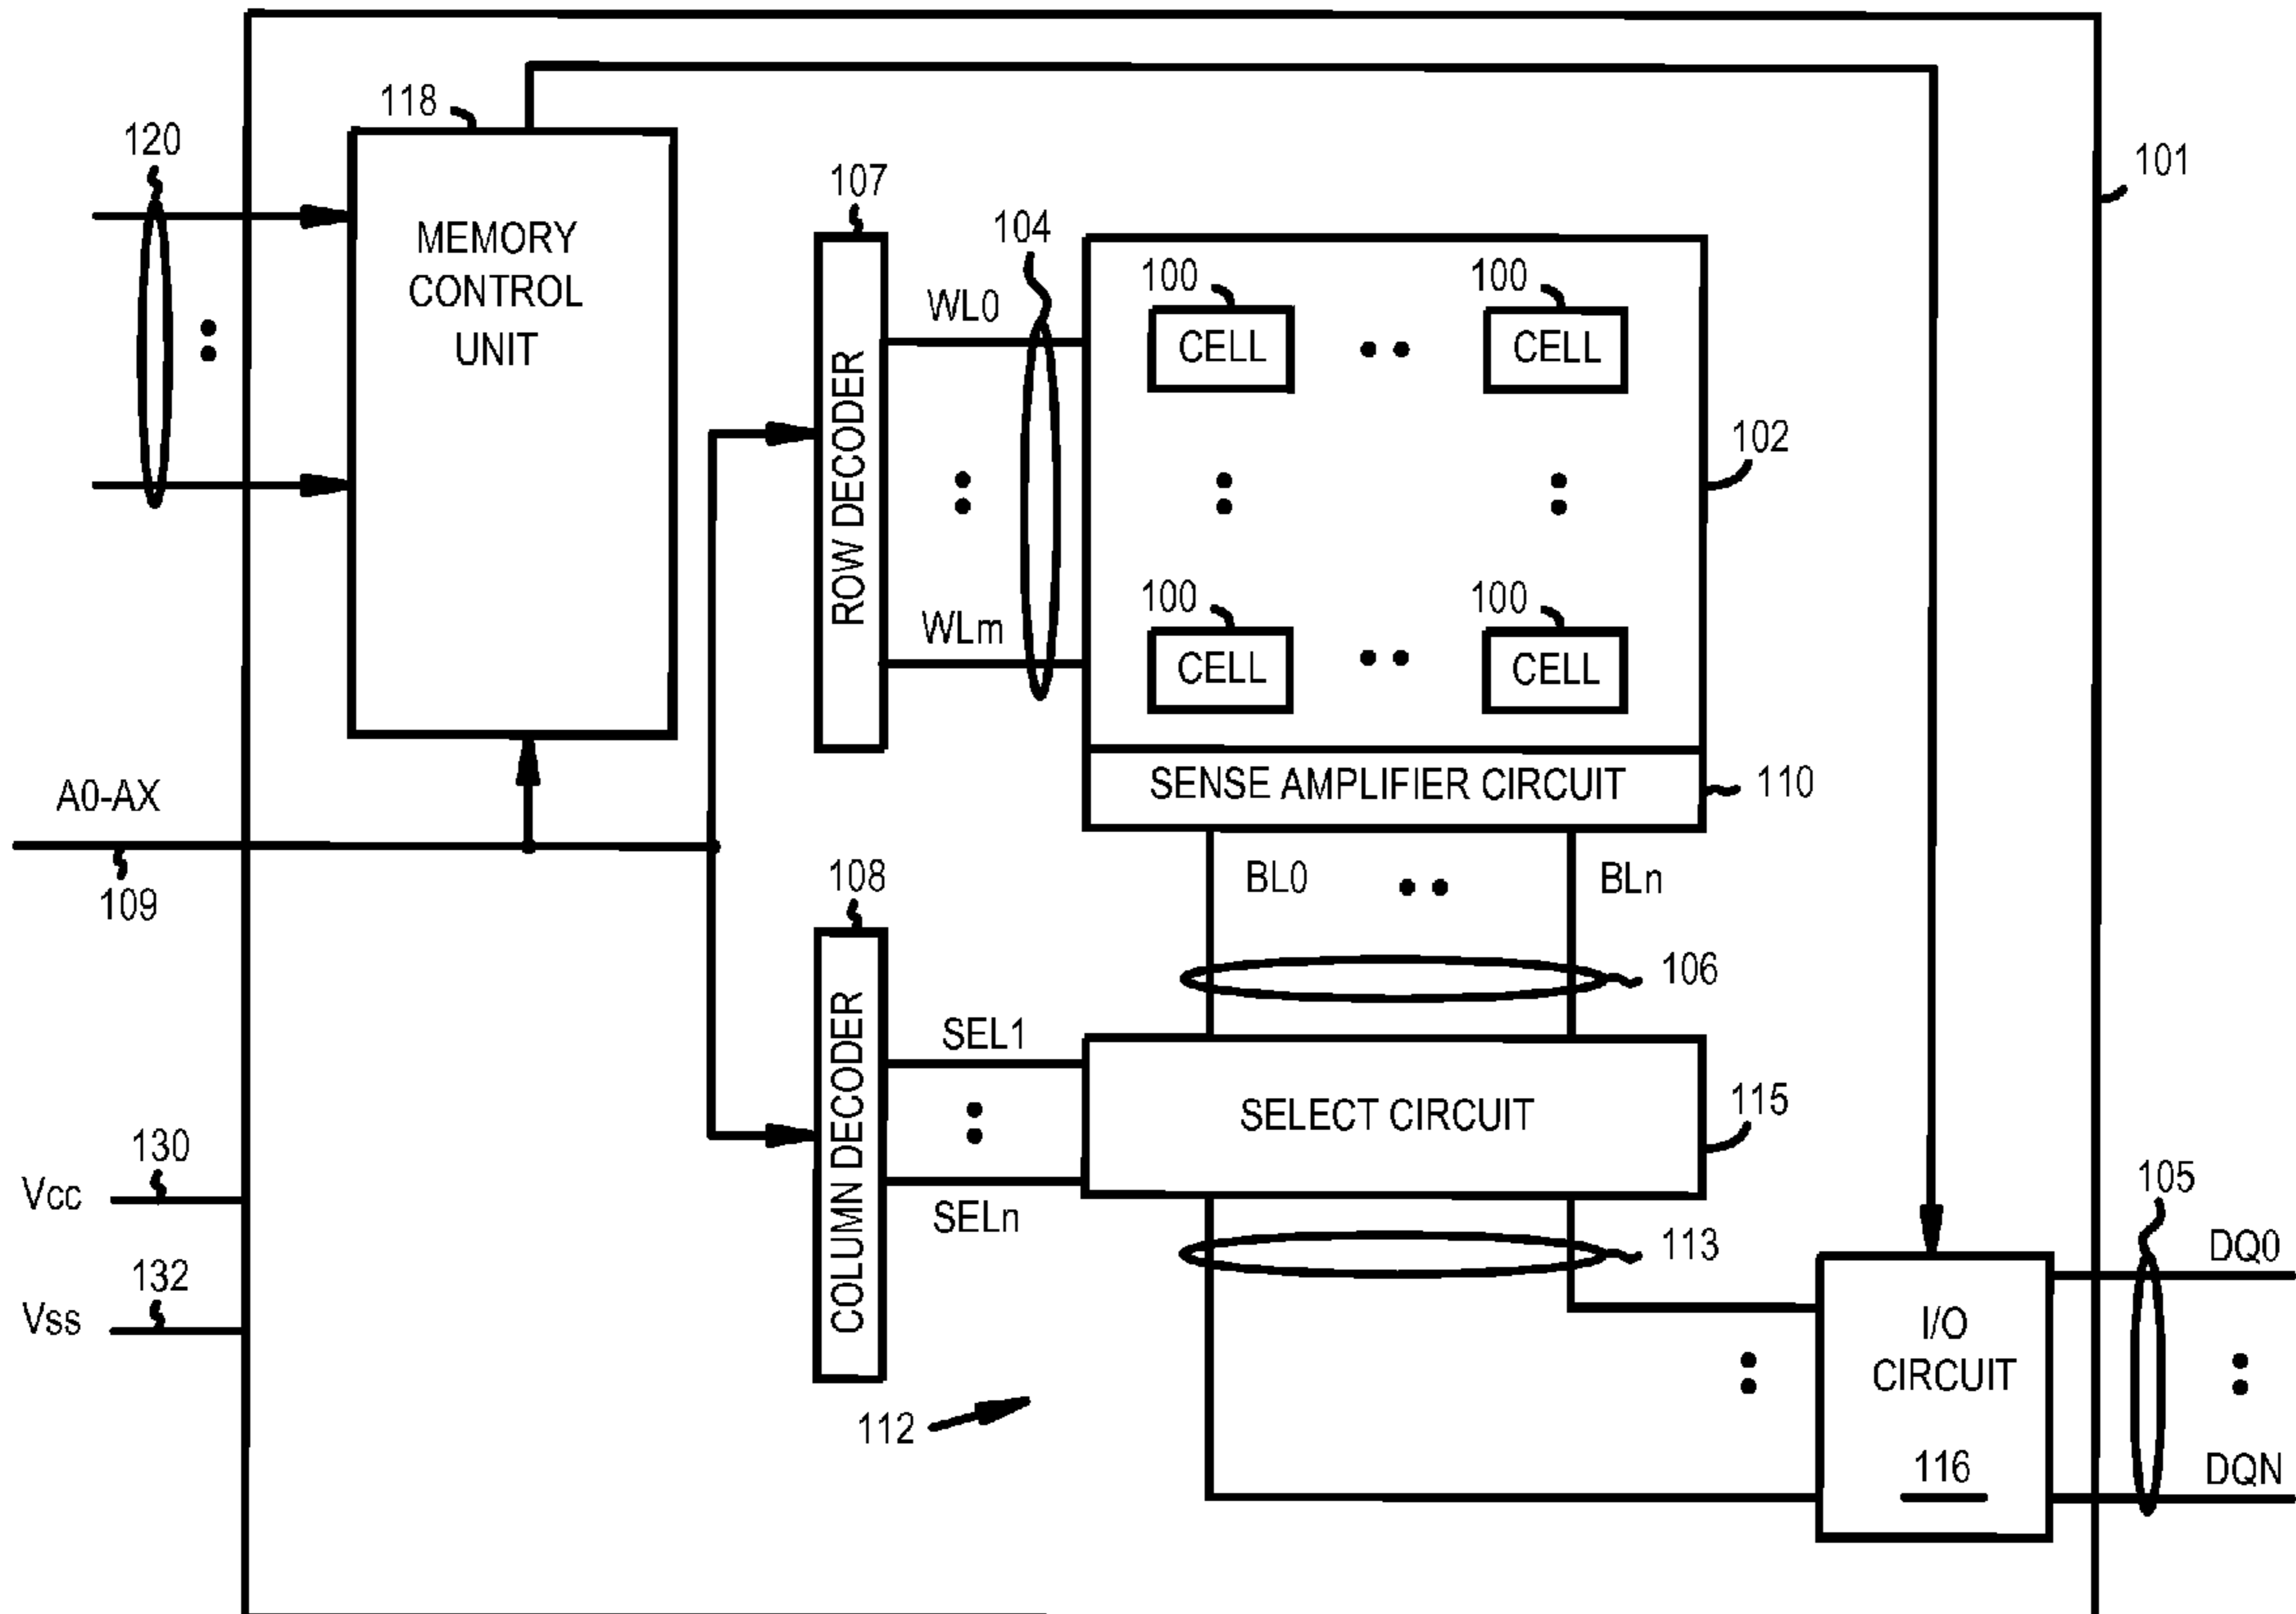 118
120
101
107
MEMORY
CONTROL
UNIT
104
100
100
WL0
CELL
CELL
ROW DECODER
102
100
100
WLm
CELL
CELL
A0-AX
SENSE AMPLIFIER CIRCUIT
110
109
108
BL0
BLn
106
COLUMN DECODER
SEL1
SELECT CIRCUIT
115
130
Vcc
SELn
113
105
DQ0
132
Vss
I/O
CIRCUIT
112
116
DQN